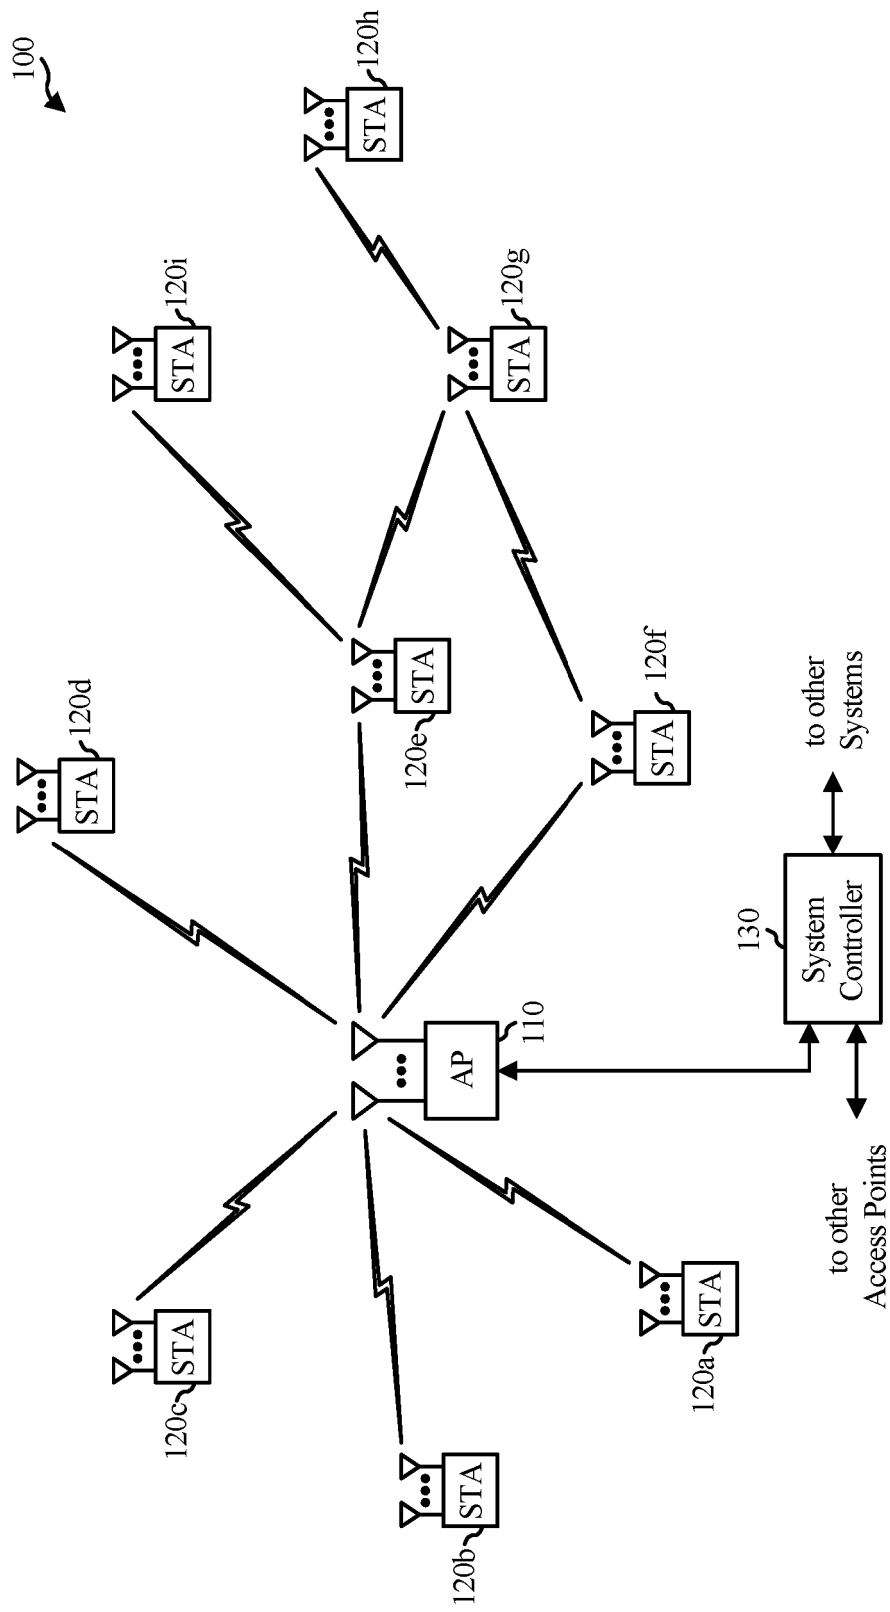 100
120c
STA
120d
STA
120i
STA
120h
STA
120b
STA
AP
110
120e
STA
120g
STA
120a
STA
120f
STA
130
System
Controller
to other
Access Points
to other
Systems